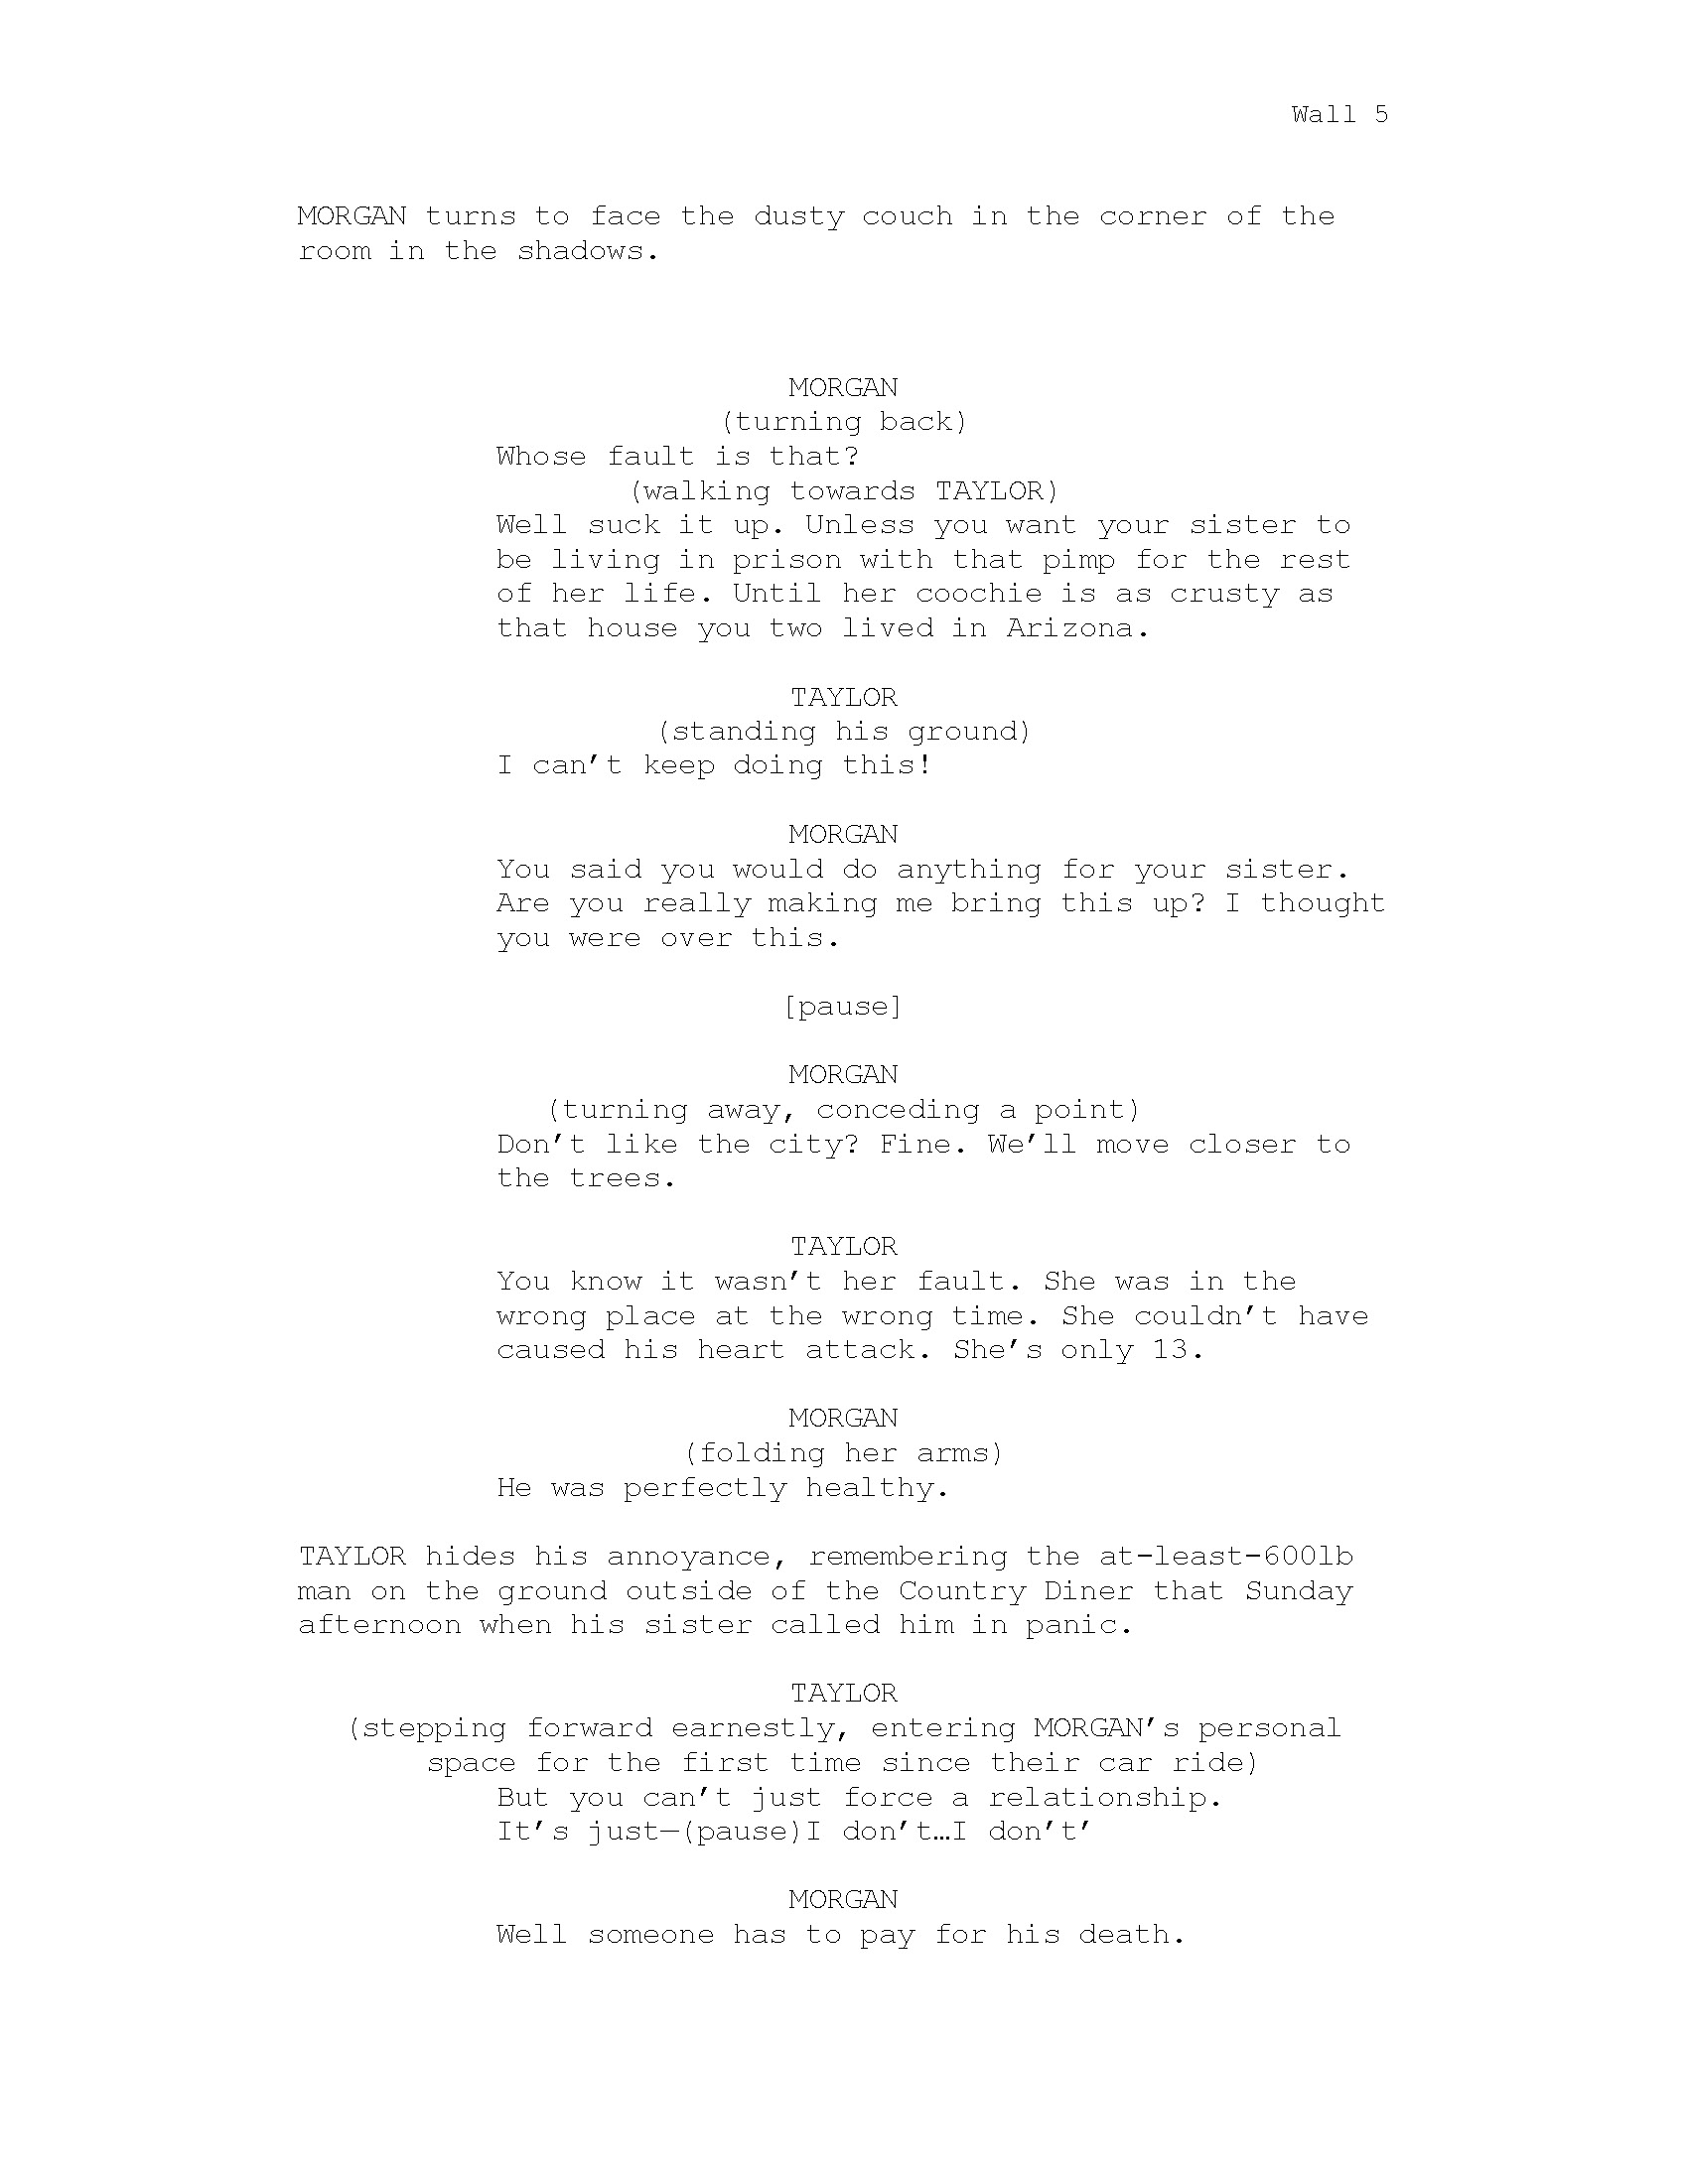 Wall 5
MORGAN turns to face the dusty couch in the corner of the
room in the shadows.
MORGAN
(turning back)
Whose fault is that?
(walking towards TAYLOR)
Well suck it up. Unless you want your sister to
be living in prison with that pimp for the rest
of her life. Until her coochie is as crusty as
that house you two lived in Arizona.
TAYLOR
(standing his ground)
I can’t keep doing this!
MORGAN
You said you would do anything for your sister.
Are you really making me bring this up? I thought
you were over this.
[pause]
MORGAN
(turning away, conceding a point)
Don’t like the city? Fine. We’ll move closer to
the trees.
TAYLOR
You know it wasn’t her fault. She was in the
wrong place at the wrong time. She couldn’t have
caused his heart attack. She’s only 13.
MORGAN
(folding her arms)
He was perfectly healthy.
TAYLOR hides his annoyance, remembering the at-least-600lb
man on the ground outside of the Country Diner that Sunday
afternoon when his sister called him in panic.
TAYLOR
(stepping forward earnestly, entering MORGAN’s personal
space for the first time since their car ride)
But you can’t just force a relationship.
It’s just—(pause)I don’t…I don’t’
MORGAN
Well someone has to pay for his death.